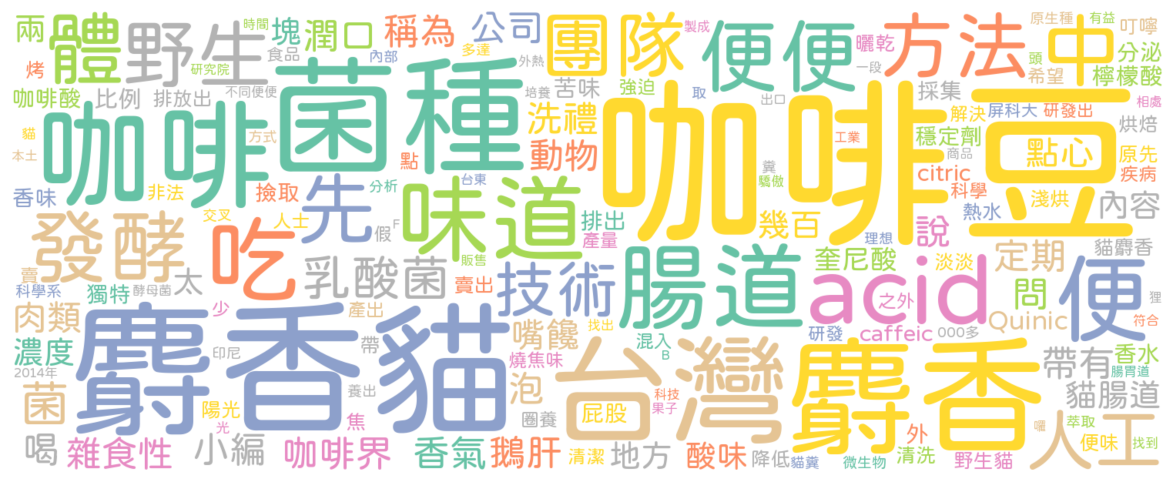 兩
體
野生
時間
研究院
食品
塊
潤口
內部
稱為
多達
公司
外熱
團隊
製成
便便
一段
方法
原生種
頭
希望
中
有益
叮嚀
分泌
檸檬酸
烤
咖啡酸
比例
排放出
不同便便
菌種
培養
苦味
強迫
取
出口
曬乾
採集
解決
屏科大
研發出
相處
烘焙
貓
本土
咖啡
方式
洗禮
動物
咖啡豆
工業
穩定劑
商品
點心
原先
疾病
香味
非法
撿取
點
先
分析
台東
味道
糞
驕傲
citric
科學
淺烘
熱水
內容
發酵
交叉
人士
吃
假
F
販售
排出
產量
幾百
理想
說
定期
貓麝香
賣
科學系
獨特
酵母菌
太
乳酸菌
賣出
技術
腸道
奎尼酸
淡淡
acid
之外
問
便
狸
符合
肉類
少
產出
麝香貓
嘴饞
找出
混入
B
研發
caffeic
000多
Quinic
濃度
2014年
印尼
帶
養出
燒焦味
台灣
麝香
帶有
香水
腸胃道
貓腸道
菌
陽光
光
焦
泡
圈養
屁股
科技
果子
人工
萃取
便味
找到
喝
雜食性
小編
咖啡界
香氣
鵝肝
清潔
地方
酸味
降低
貓糞
微生物
外
清洗
野生貓